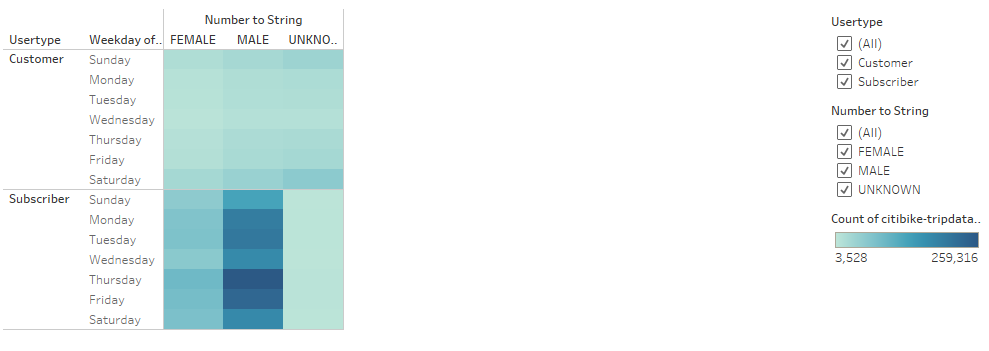 Number to String
Usertype Weekday of.. FEMALE MALE UNKNO..
Customer Sunday
Monday
Tuesday
Wednesday
Thursday
Friday
Saturday
Subscriber Sunday
Monday
Tuesday
Wednesday
Thursday
Friday
Saturday
Usertype
(All)
Customer
Subscriber
Number to String
(All)
FEMALE
MALE
UNKNOWN
Count of citibike-tripdata..
3,528 259,316